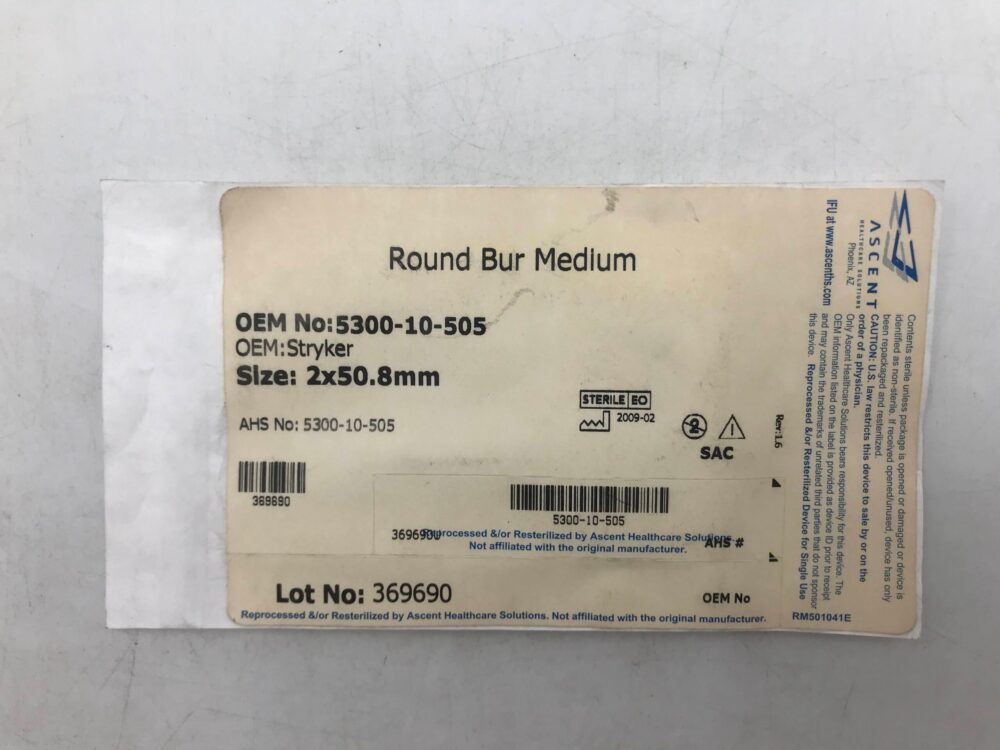 Round Bur Medium
OEM No:5300-10-505
OEM:Stryker
Size: 2x50.8mm
AHS No: 5300-10-505
STERILE EO
2009-02
2
SAC
Rev:1.6
369690
5300-10-505
369690U
AHS #
Reprocessed &/or Resterilized by Ascent Healthcare Solutions.
Not affiliated with the original manufacturer.
Lot No: 369690
OEM No
Reprocessed &/or Resterilized by Ascent Healthcare Solutions. Not affiliated with the original manufacturer.
RM501041E
ASCENT
HEALTHCARE SOLUTIONS
Phoenix, AZ
IFU at www.ascenths.com
Contents sterile unless package is opened or damaged or device is
identified as non-sterile. If received opened/unused, device has only
been repackaged and resterilized.
CAUTION: U.S. law restricts this device to sale by or on the
order of a physician.
Only Ascent Healthcare Solutions bears responsibility for this device. The
OEM information listed on the label is provided as device ID prior to receipt
and may contain the trademarks of unrelated third parties that do not sponsor
this device. Reprocessed &/or Resterilized Device for Single Use